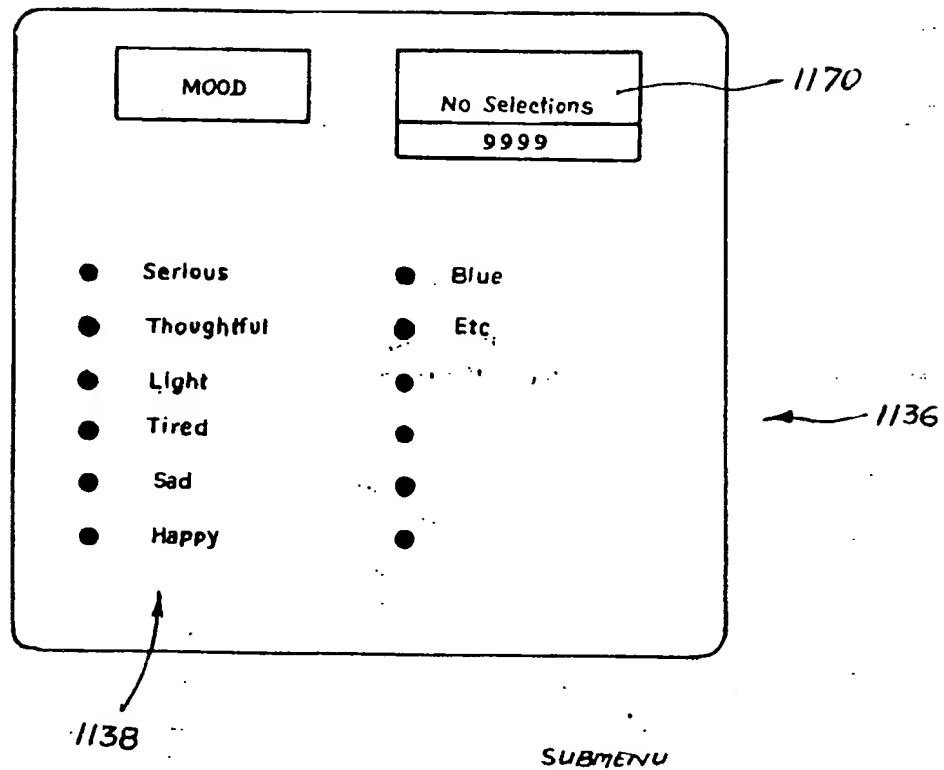 MOOD
No Selections
9999
1170
Serious
Thoughtful
Light
Tired
Sad
Happy
Blue
Etc.
1136
1138
SUBMENU